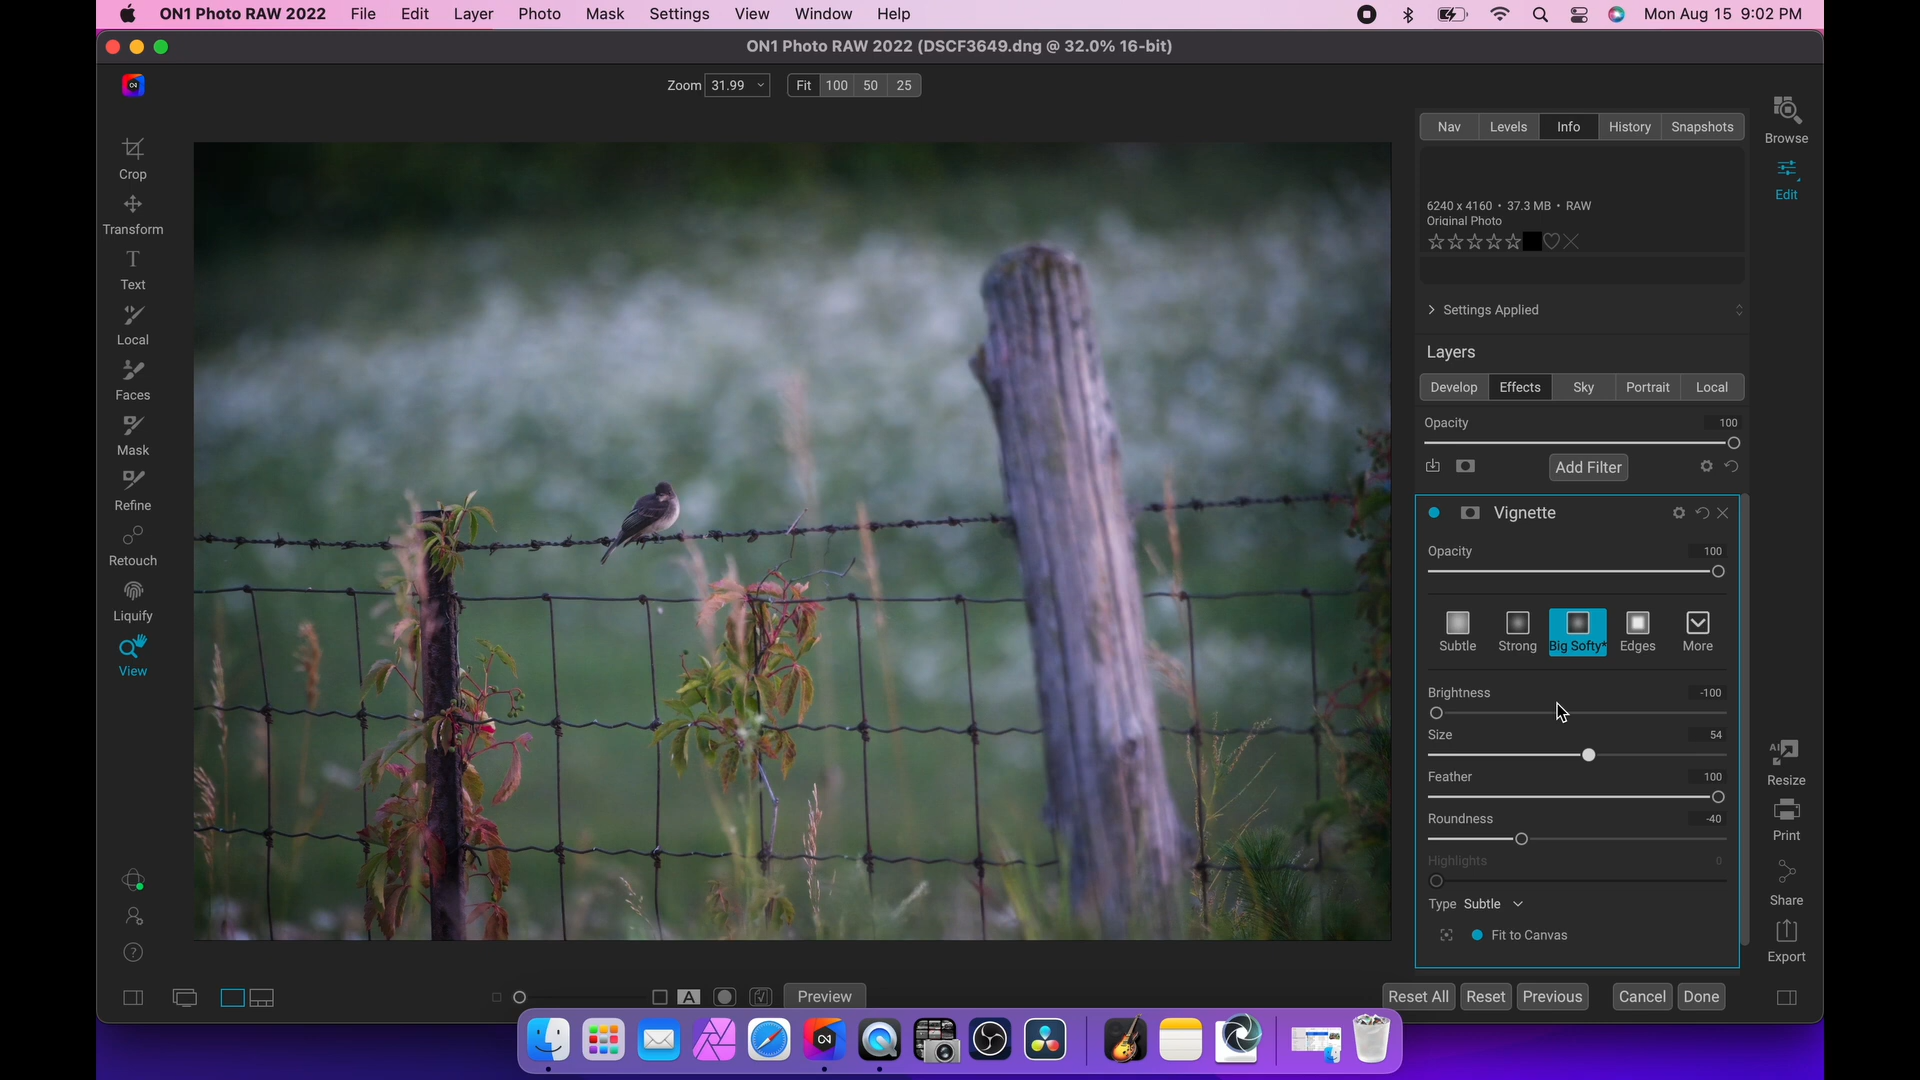 ON1 Photo RAW 2022 File Edit Layer Photo Mask Settings View Window Help Mon Aug 15 9:02 PM
ON1 Photo RAW 2022 (DSCF3649.dng @ 32.0% 16-bit)
Zoom 31.99 Fit 100 50 25
Crop
Transform
Text
Local
Faces
Mask
Refine
Retouch
Liquify
View
Nav Levels Info History Snapshots
6240 x 4160 • 37.3 MB • RAW
Original Photo
Settings Applied
Layers
Develop Effects Sky Portrait Local
Opacity 100
Add Filter
Vignette
Opacity 100
Subtle Strong Big Softy* Edges More
Brightness -100
Size 54
Feather 100
Roundness -40
Highlights 0
Type Subtle
Fit to Canvas
Browse
Edit
AI
Resize
Print
Share
Export
A Preview Reset All Reset Previous Cancel Done